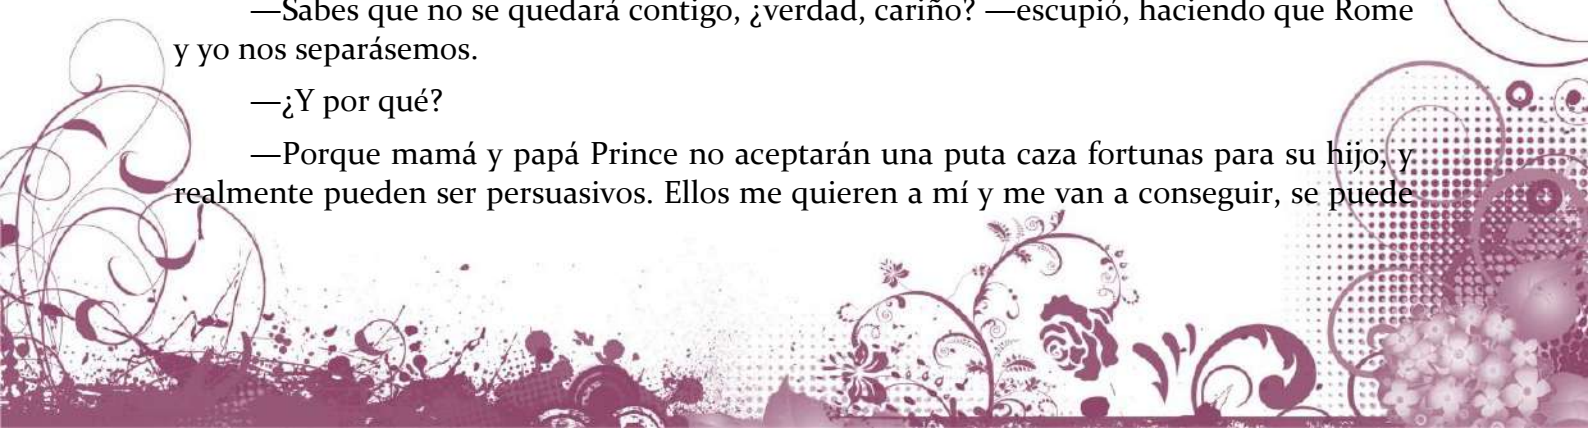 —Sabes que no se quedará contigo, ¿verdad, cariño? —escupió, haciendo que Rome
y yo nos separásemos.
—¿Y por qué?
—Porque mamá y papá Prince no aceptarán una puta caza fortunas para su hijo, y
realmente pueden ser persuasivos. Ellos me quieren a mí y me van a conseguir, se puede